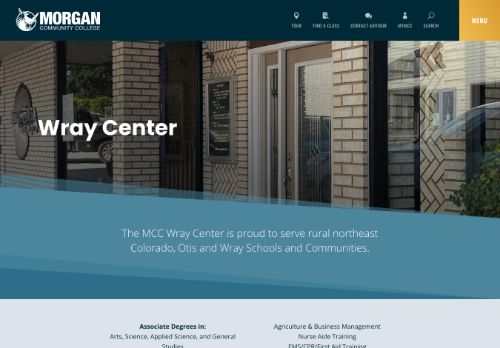 MORGAN
COMMUNITY COLLEGE
TOUR
FIND A CLASS
CONTACT ADVISOR
MYMCC
SEARCH
MENU
Wray Center
The MCC Wray Center is proud to serve rural northeast
Colorado, Otis and Wray Schools and Communities.
Associate Degrees in:
Arts, Science, Applied Science, and General
Studies
Agriculture & Business Management
Nurse Aide Training
EMS/CPR/First Aid Training